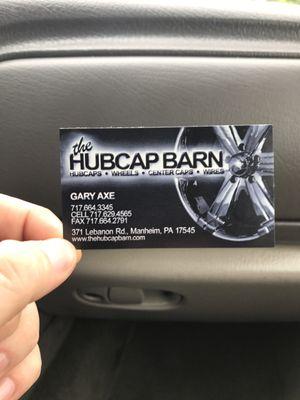 the
HUBCAP BARN
HUBCAPS • WHEELS • CENTER CAPS • WIRES
GARY AXE
717.664.3345
CELL 717.629.4565
FAX 717.664.2791
371 Lebanon Rd., Manheim, PA 17545
www.thehubcapbarn.com